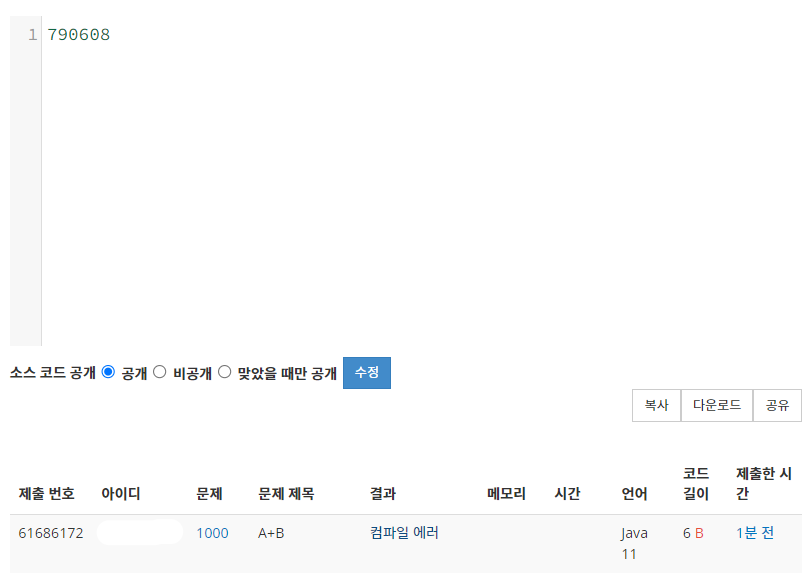 1 790608
소스 코드 공개 공개 비공개 맞았을 때만 공개 수정
복사 다운로드 공유
제출 번호 아이디 문제 문제 제목 결과 메모리 시간 언어 코드 길이 제출한 시간
61686172 1000 A+B 컴파일 에러 Java 11 6 B 1분 전